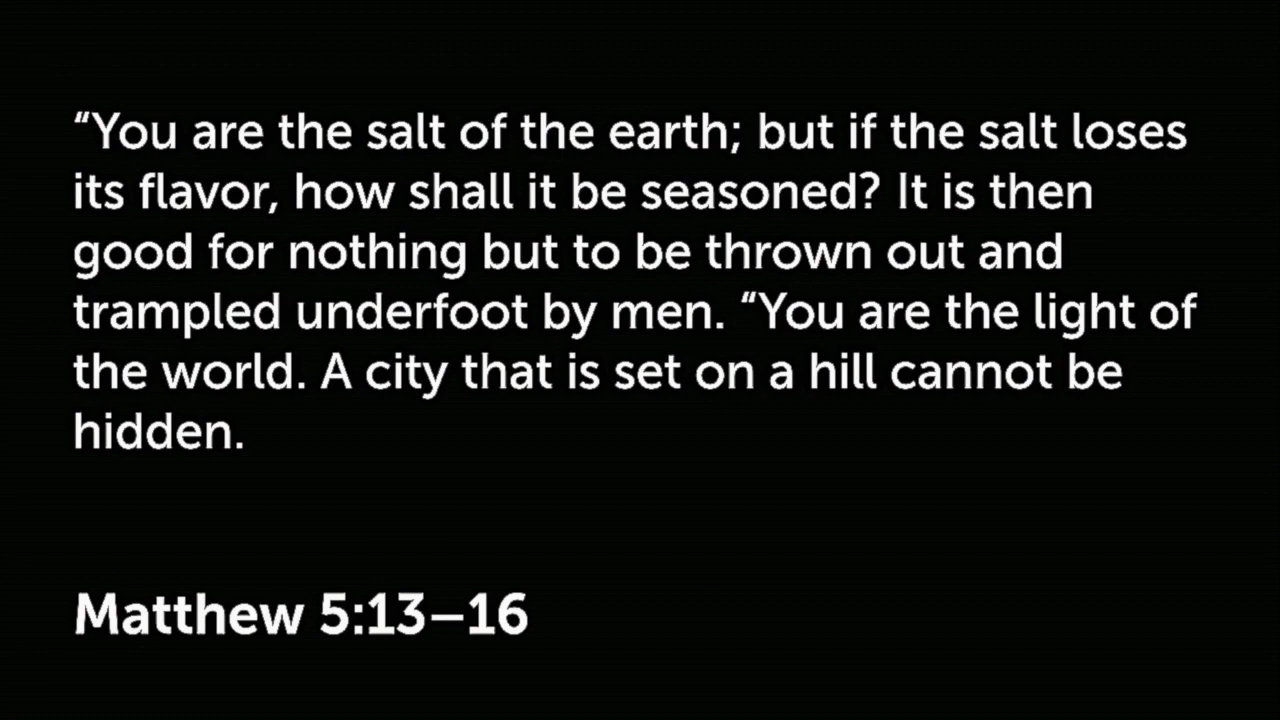 “You are the salt of the earth; but if the salt loses
its flavor, how shall it be seasoned? It is then
good for nothing but to be thrown out and
trampled underfoot by men. “You are the light of
the world. A city that is set on a hill cannot be
hidden.
Matthew 5:13–16